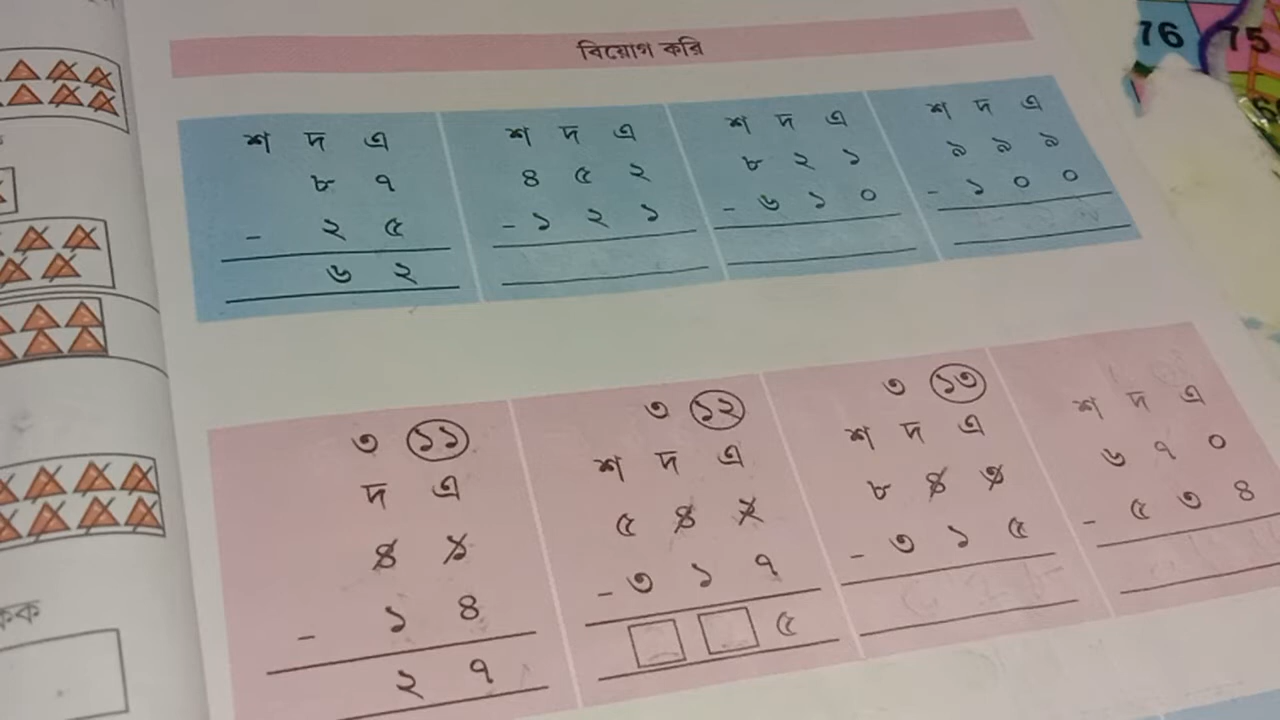 বিয়োগ করি
শ দ এ
৮ ৭
- ২ ৫
৬ ২
শ দ এ
৪ ৫ ২
- ১ ২ ১
শ দ এ
৮ ২ ১
- ৬ ১ ০
শ দ এ
৯ ৯ ৯
- ১ ০ ০
৩ ১১
দ এ
৪ ১
- ১ ৪
২ ৭
৩ ১২
শ দ এ
৫ ৪ ২
- ৩ ১ ৭
৫
৩ ১৩
শ দ এ
৮ ৪ ৩
- ৩ ১ ৫
শ দ এ
৬ ৭ ০
- ৫ ৩ ৪
76 75